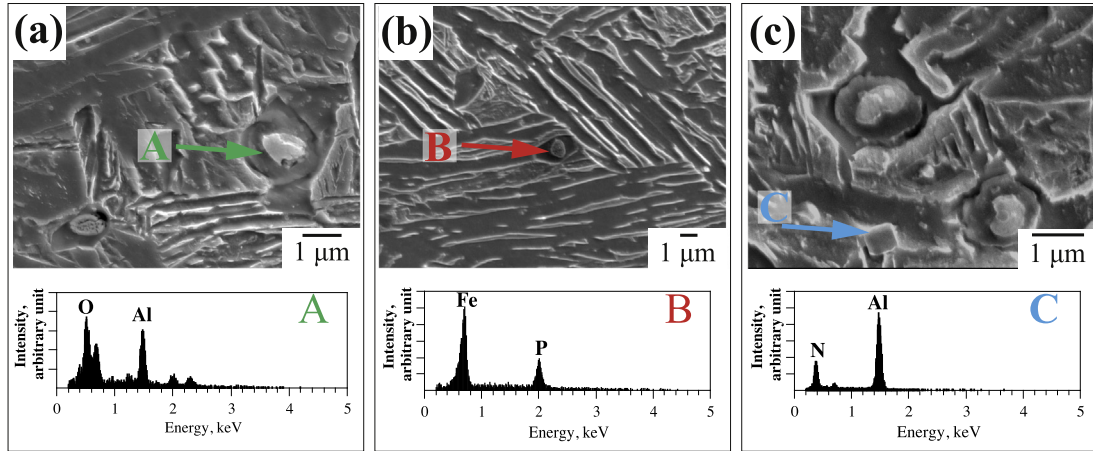 (a)
A
1 μm
Intensity,
arbitrary unit
O
Al
A
0 1 2 3 4 5
Energy, keV
(b)
B
1 μm
Intensity,
arbitrary unit
Fe
P
B
0 1 2 3 4 5
Energy, keV
(c)
C
1 μm
Intensity,
arbitrary unit
N
Al
C
0 1 2 3 4 5
Energy, keV